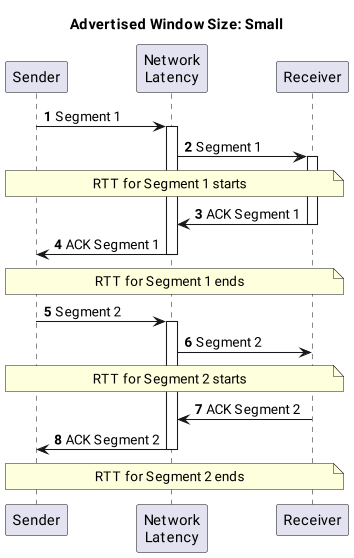 Advertised Window Size: Small
Sender
Network
Latency
Receiver
1 Segment 1
2 Segment 1
RTT for Segment 1 starts
3 ACK Segment 1
4 ACK Segment 1
RTT for Segment 1 ends
5 Segment 2
6 Segment 2
RTT for Segment 2 starts
7 ACK Segment 2
8 ACK Segment 2
RTT for Segment 2 ends
Sender
Network
Latency
Receiver